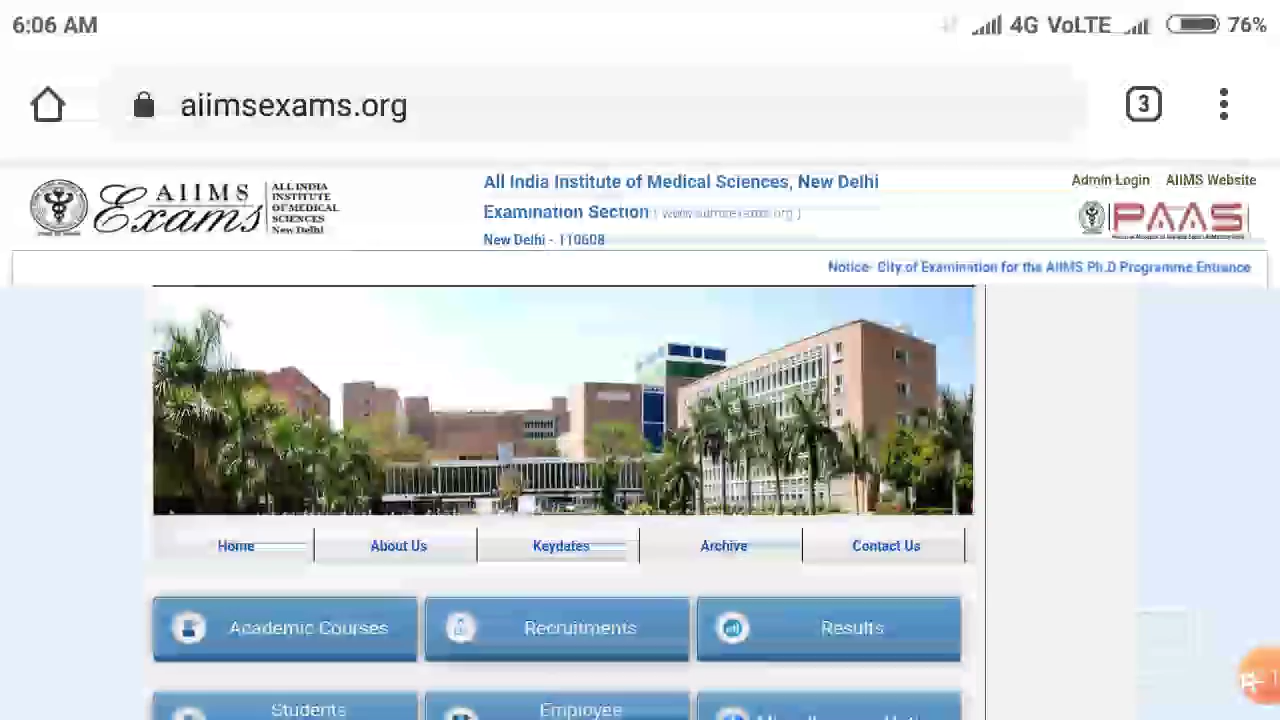 6:06 AM
4G VoLTE 76%
aiimsexams.org
3
AIIMS
Exams
ALL INDIA
INSTITUTE
OF MEDICAL
SCIENCES
New Delhi
All India Institute of Medical Sciences, New Delhi
Examination Section ( www.aiimsexams.org )
New Delhi - 110608
Admin Login AIIMS Website
PAAS
Notice- City of Examination for the AIIMS Ph.D Programme Entrance
Home About Us Keydates Archive Contact Us
Academic Courses Recruitments Results
Students Employee